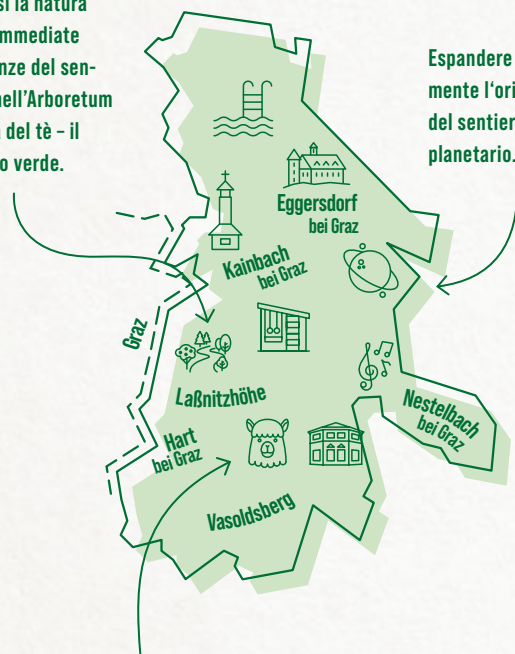 si la natura
mmediate
nze del sen-
nell'Arboretum
del tè – il
o verde.
Espandere
mente l'ori
del sentier
planetario.
Eggersdorf
bei Graz
Kainbach
bei Graz
Graz
Laßnitzhöhe
Nestelbach
bei Graz
Hart
bei Graz
Vasoldsberg